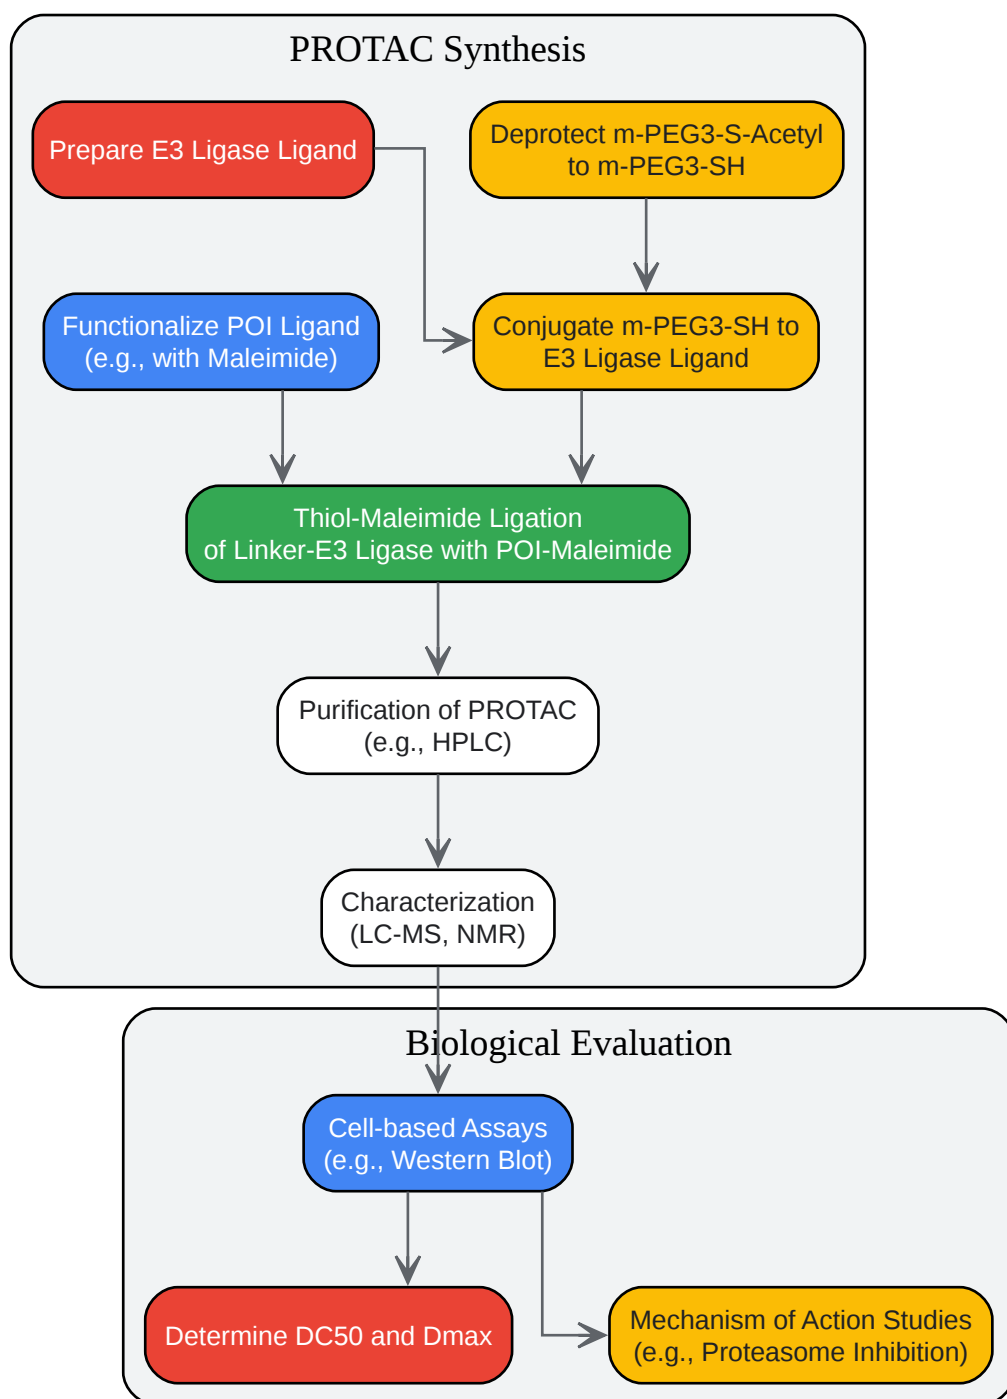 PROTAC Synthesis
Prepare E3 Ligase Ligand
Deprotect m-PEG3-S-Acetyl
to m-PEG3-SH
Functionalize POI Ligand
(e.g., with Maleimide)
Conjugate m-PEG3-SH to
E3 Ligase Ligand
Thiol-Maleimide Ligation
of Linker-E3 Ligase with POI-Maleimide
Purification of PROTAC
(e.g., HPLC)
Characterization
(LC-MS, NMR)
Biological Evaluation
Cell-based Assays
(e.g., Western Blot)
Determine DC50 and Dmax
Mechanism of Action Studies
(e.g., Proteasome Inhibition)